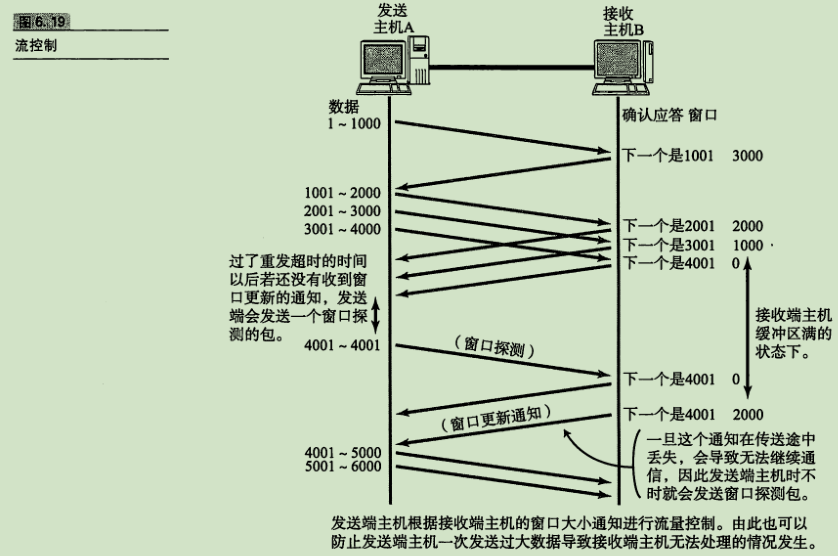 图6.19
流控制
发送
主机A
接收
主机B
数据
确认应答 窗口
1～1000
下一个是1001 3000
1001～2000
2001～3000
3001～4000
下一个是2001 2000
下一个是3001 1000
下一个是4001 0
过了重发超时的时间
以后若还没有收到窗
口更新的通知，发送
端会发送一个窗口探
测的包。
接收端主机
缓冲区满的
状态下。
4001～4001
（窗口探测）
下一个是4001 0
（窗口更新通知）
下一个是4001 2000
4001～5000
5001～6000
一旦这个通知在传送途中
丢失，会导致无法继续通
信，因此发送端主机时不
时就会发送窗口探测包。
发送端主机根据接收端主机的窗口大小通知进行流量控制。由此也可以
防止发送端主机一次发送过大数据导致接收端主机无法处理的情况发生。